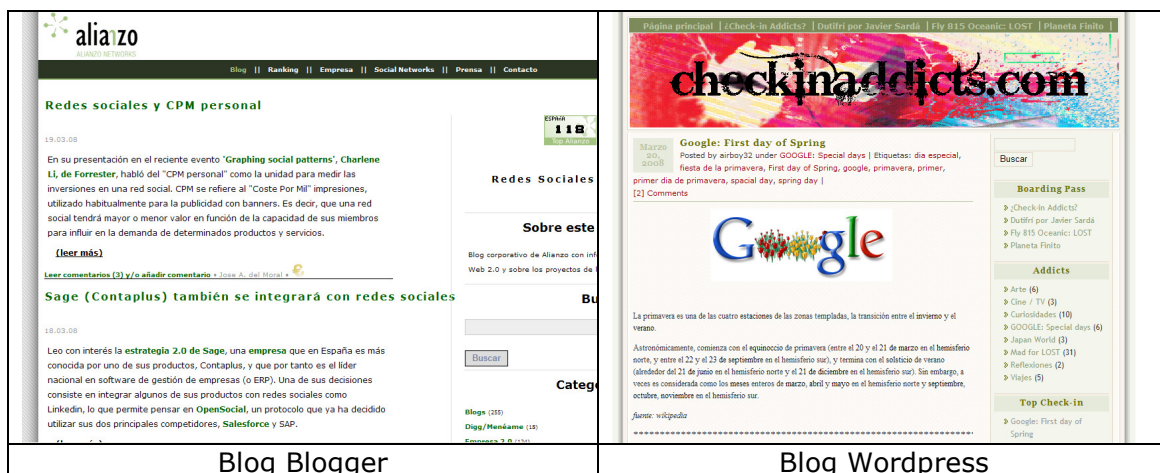 alianzo
ALIANZO NETWORKS
Blog || Ranking || Empresa || Social Networks || Prensa || Contacto
Redes sociales y CPM personal
19.03.08
En su presentación en el reciente evento 'Graphing social patterns', Charlene
Li, de Forrester, habló del "CPM personal" como la unidad para medir las
inversiones en una red social. CPM se refiere al "Coste Por Mil" impresiones,
utilizado habitualmente para la publicidad con banners. Es decir, que una red
social tendrá mayor o menor valor en función de la capacidad de sus miembros
para influir en la demanda de determinados productos y servicios.
(leer más)
Leer comentarios (3) y/o añadir comentario • Jose A. del Moral •
Sage (Contaplus) también se integrará con redes sociales
18.03.08
Leo con interés la estrategia 2.0 de Sage, una empresa que en España es más
conocida por uno de sus productos, Contaplus, y que por tanto es el líder
nacional en software de gestión de empresas (o ERP). Una de sus decisiones
consiste en integrar algunos de sus productos con redes sociales como
Linkedin, lo que permite pensar en OpenSocial, un protocolo que ya ha decidido
utilizar sus dos principales competidores, Salesforce y SAP.
ESPAÑA
118
Top Alianzo
Redes Sociales
Sobre este
Blog corporativo de Alianzo con inf
Web 2.0 y sobre los proyectos de l
Bu
Buscar
Catego
Blogs (255)
Digg/Menéame (18)
Empresa 2.0 (134)
Blog Blogger
Página principal | ¿Check-in Addicts? | Dutifri por Javier Sardá | Fly 815 Oceanic: LOST | Planeta Finito |
checkinaddicts.com
Marzo
20,
2008
Google: First day of Spring
Posted by airboy32 under GOOGLE: Special days | Etiquetas: dia especial,
fiesta de la primavera, First day of Spring, google, primavera, primer,
primer dia de primavera, spacial day, spring day |
[2] Comments
Google
La primavera es una de las cuatro estaciones de las zonas templadas, la transición entre el invierno y el
verano.
Astronómicamente, comienza con el equinoccio de primavera (entre el 20 y el 21 de marzo en el hemisferio
norte, y entre el 22 y el 23 de septiembre en el hemisferio sur), y termina con el solsticio de verano
(alrededor del 21 de junio en el hemisferio norte y el 21 de diciembre en el hemisferio sur). Sin embargo, a
veces es considerada como los meses enteros de marzo, abril y mayo en el hemisferio norte y septiembre,
octubre, noviembre en el hemisferio sur.
fuente: wikipedia
Buscar
Boarding Pass
» ¿Check-in Addicts?
» Dutifri por Javier Sardá
» Fly 815 Oceanic: LOST
» Planeta Finito
Addicts
» Arte (6)
» Cine / TV (3)
» Curiosidades (10)
» GOOGLE: Special days (6)
» Japan World (3)
» Mad for LOST (31)
» Reflexiones (2)
» Viajes (5)
Top Check-in
» Google: First day of
Spring
Blog Wordpress